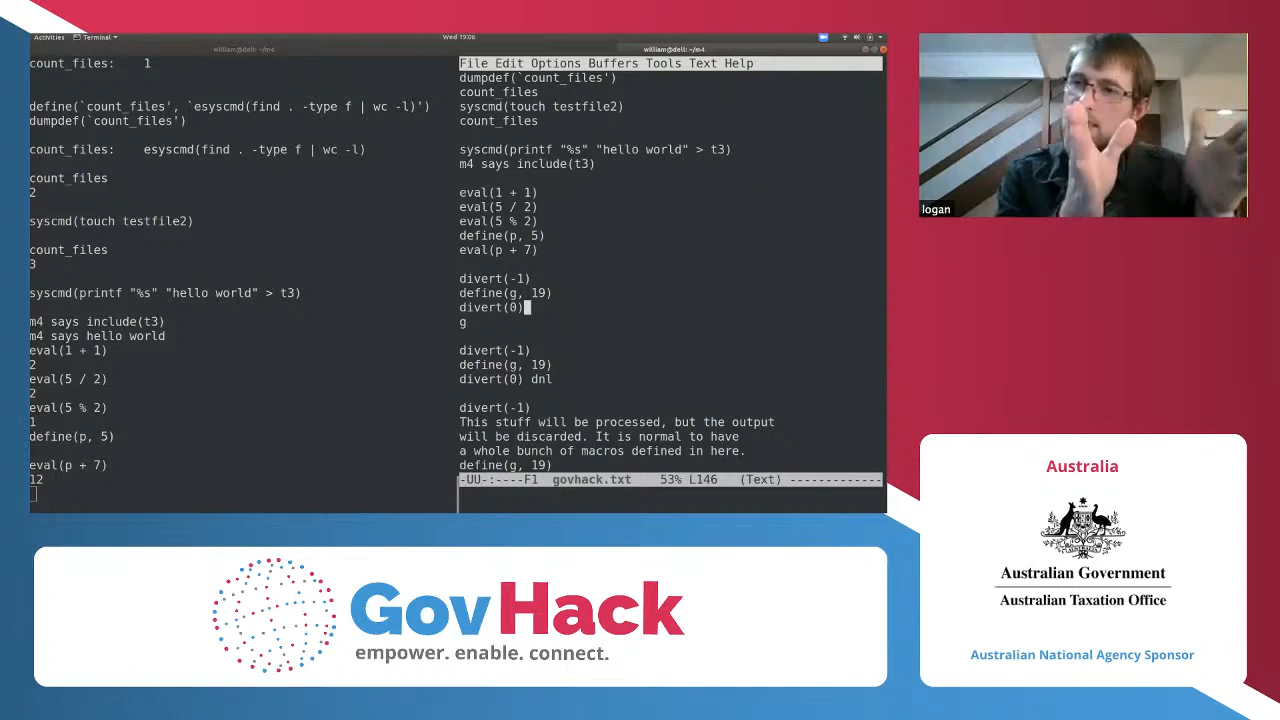 Activities Terminal Wed 19:06
william@dell: ~/m4
count_files: 1
define(`count_files', `esyscmd(find . -type f | wc -l)')
dumpdef(`count_files')
count_files: esyscmd(find . -type f | wc -l)
count_files
2
syscmd(touch testfile2)
count_files
3
syscmd(printf "%s" "hello world" > t3)
m4 says include(t3)
m4 says hello world
eval(1 + 1)
2
eval(5 / 2)
2
eval(5 % 2)
1
define(p, 5)
eval(p + 7)
12
william@dell: ~/m4
File Edit Options Buffers Tools Text Help
dumpdef(`count_files')
count_files
syscmd(touch testfile2)
count_files
syscmd(printf "%s" "hello world" > t3)
m4 says include(t3)
eval(1 + 1)
eval(5 / 2)
eval(5 % 2)
define(p, 5)
eval(p + 7)
divert(-1)
define(g, 19)
divert(0)
g
divert(-1)
define(g, 19)
divert(0) dnl
divert(-1)
This stuff will be processed, but the output
will be discarded. It is normal to have
a whole bunch of macros defined in here.
define(g, 19)
-UU-:----F1 govhack.txt 53% L146 (Text) -------------
logan
GovHack
empower. enable. connect.
Australia
Australian Government
Australian Taxation Office
Australian National Agency Sponsor